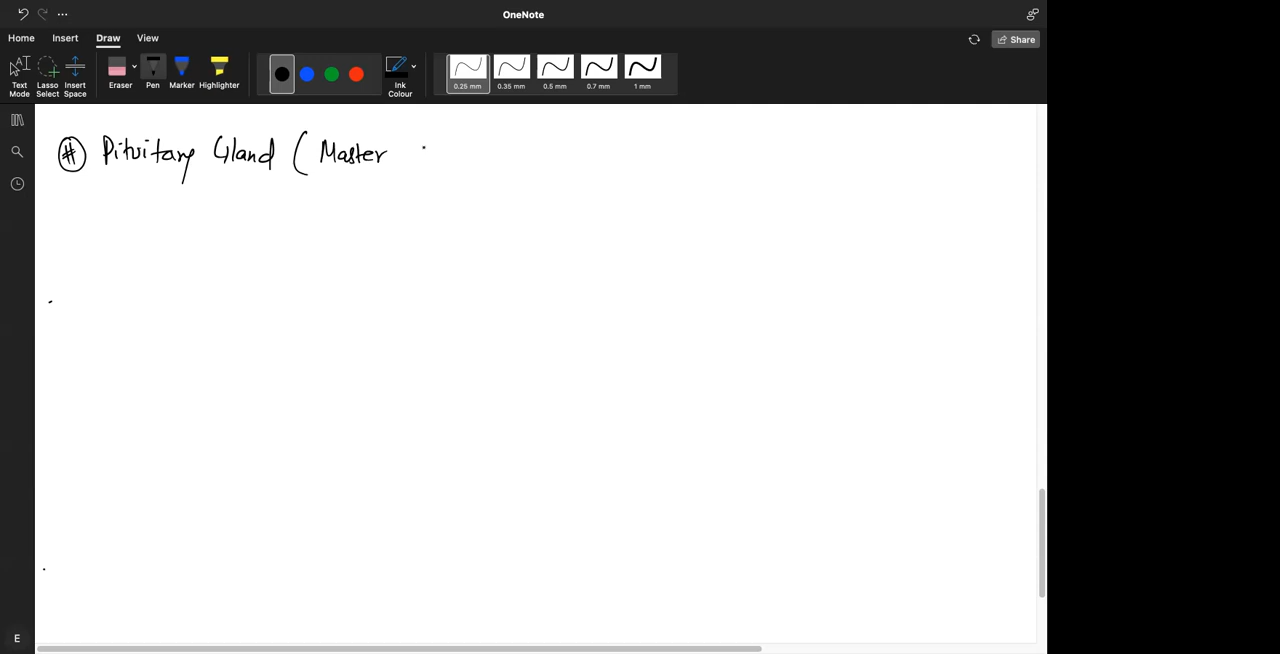 OneNote
Home Insert Draw View
Share
Text Mode Lasso Select Insert Space Eraser Pen Marker Highlighter Ink Colour 0.25 mm 0.35 mm 0.5 mm 0.7 mm 1 mm
# Pituitary Gland ( Master
E